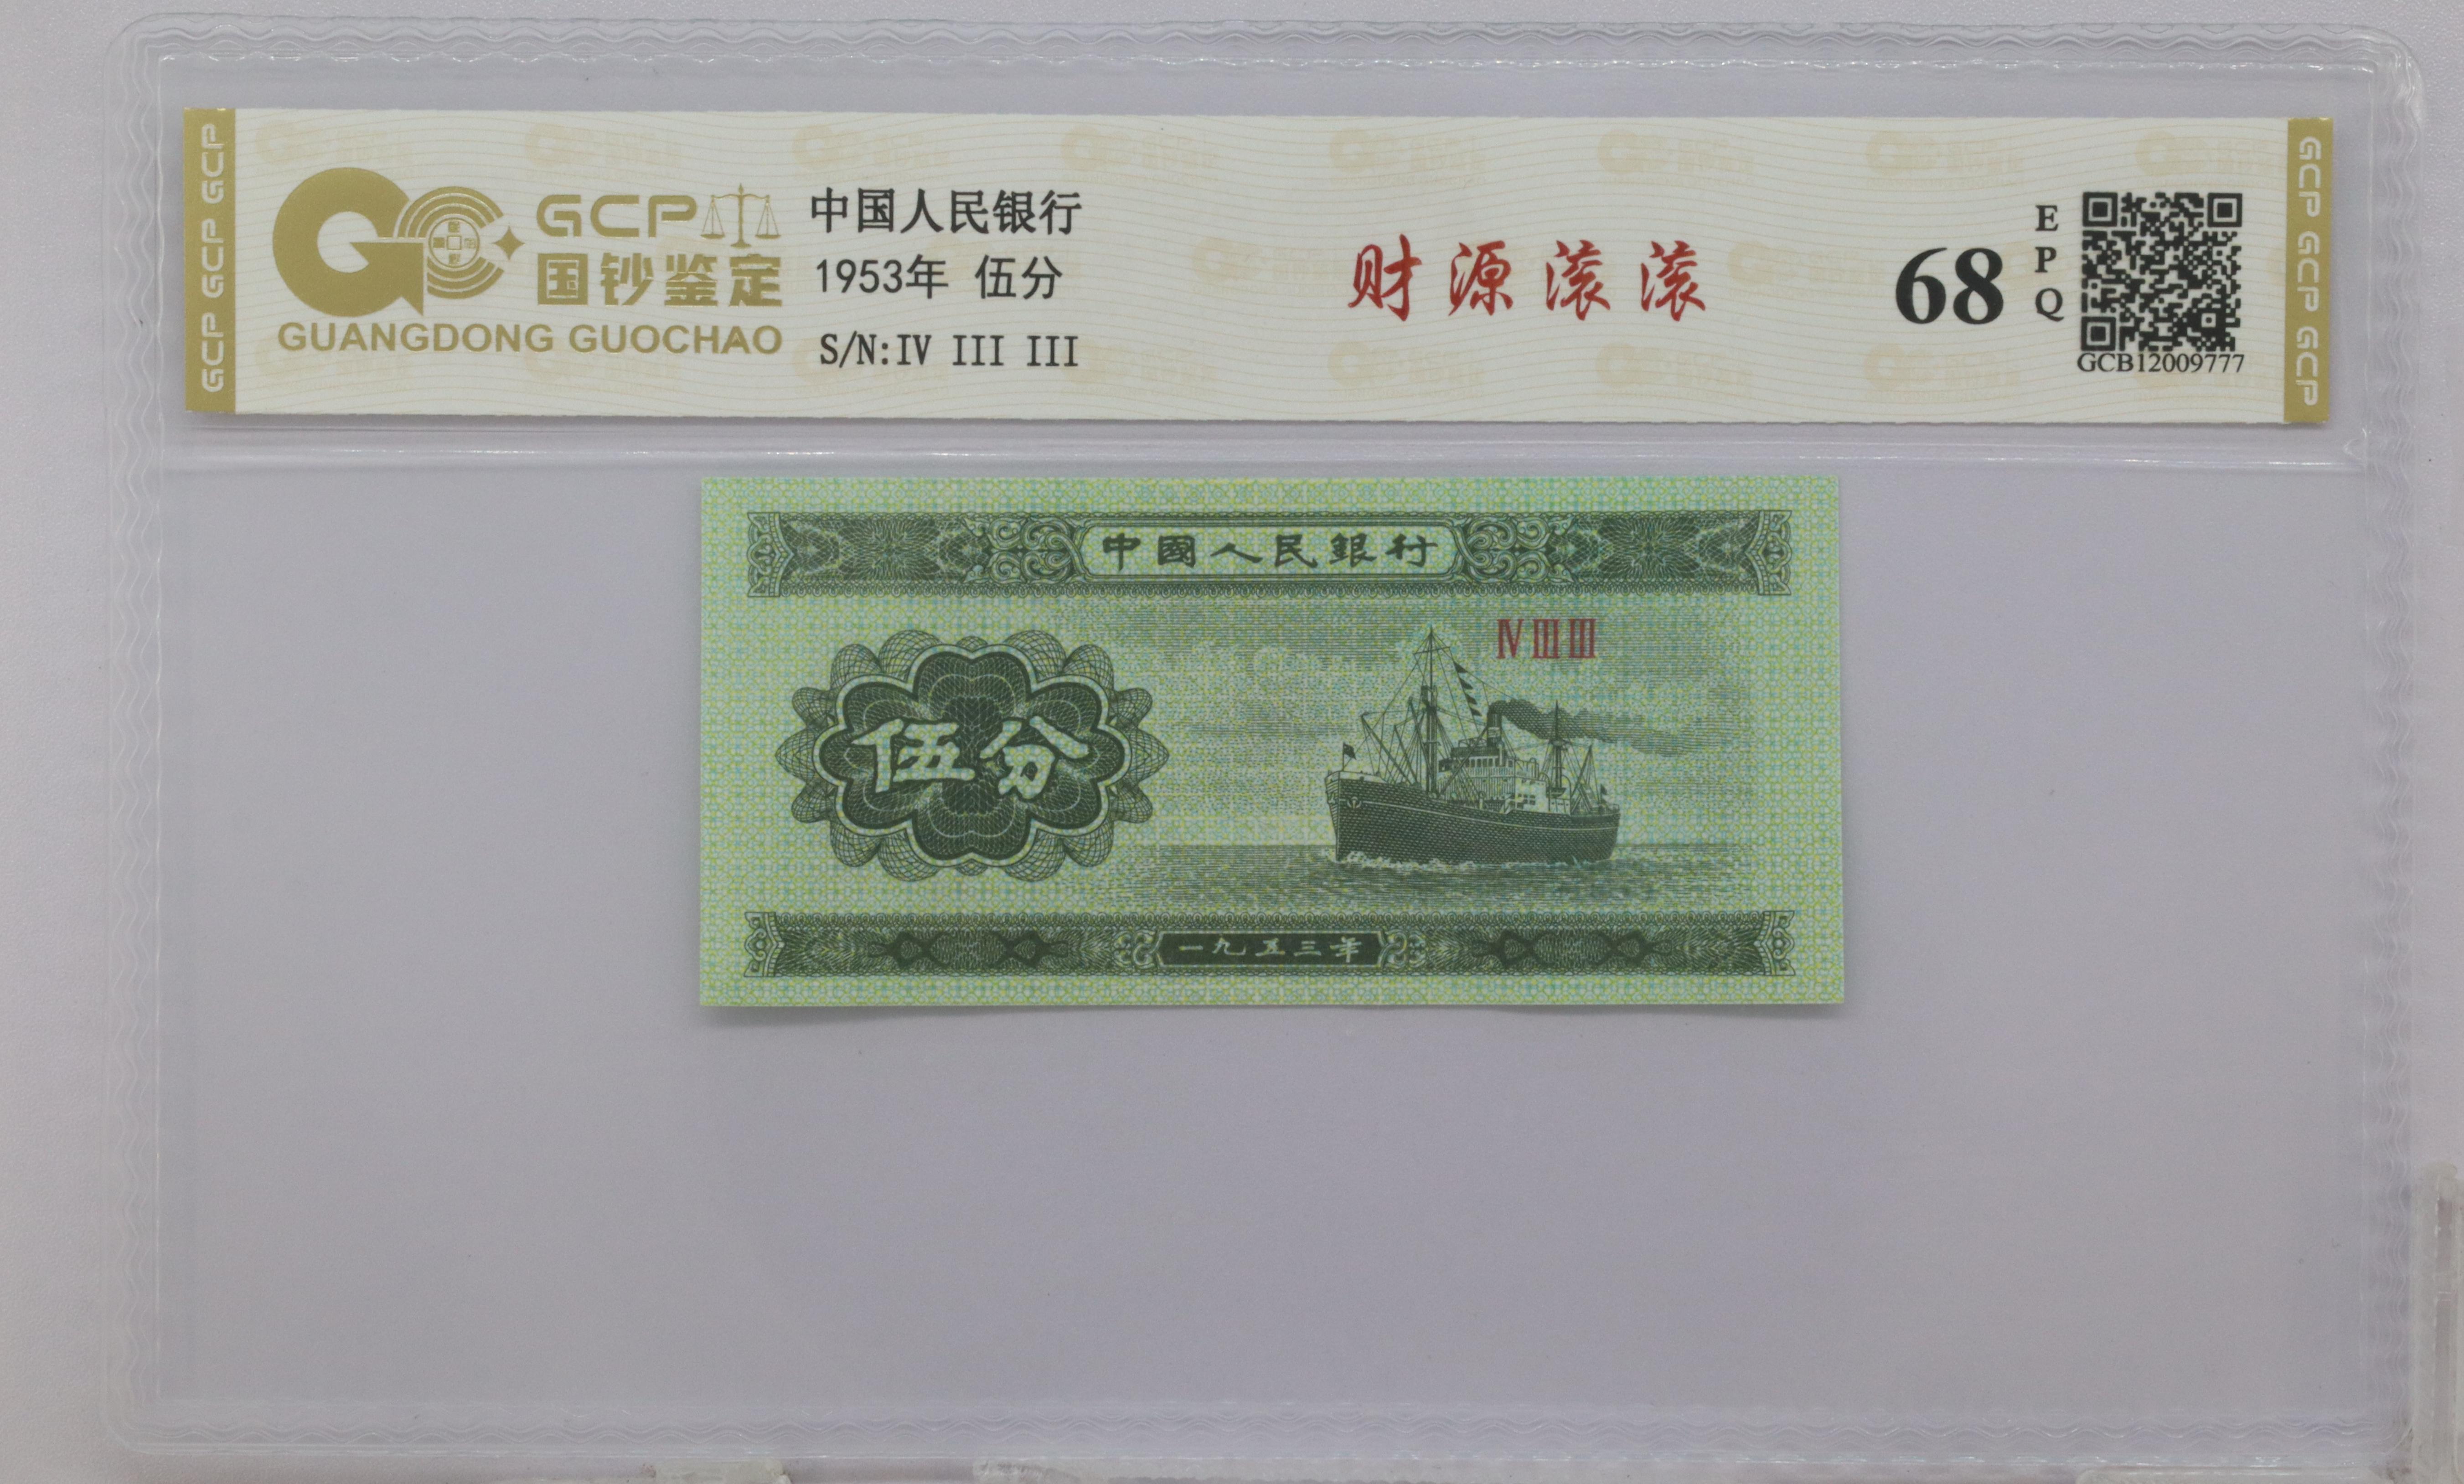 GCP GCP GCP
GCP
国钞鉴定
GUANGDONG GUOCHAO
中国人民银行
1953年 伍分
S/N:IV III III
财源滚滚
68
E
P
Q
GCB12009777
GCP GCP GCP
中國人民銀行
IV III III
伍分
一九五三年